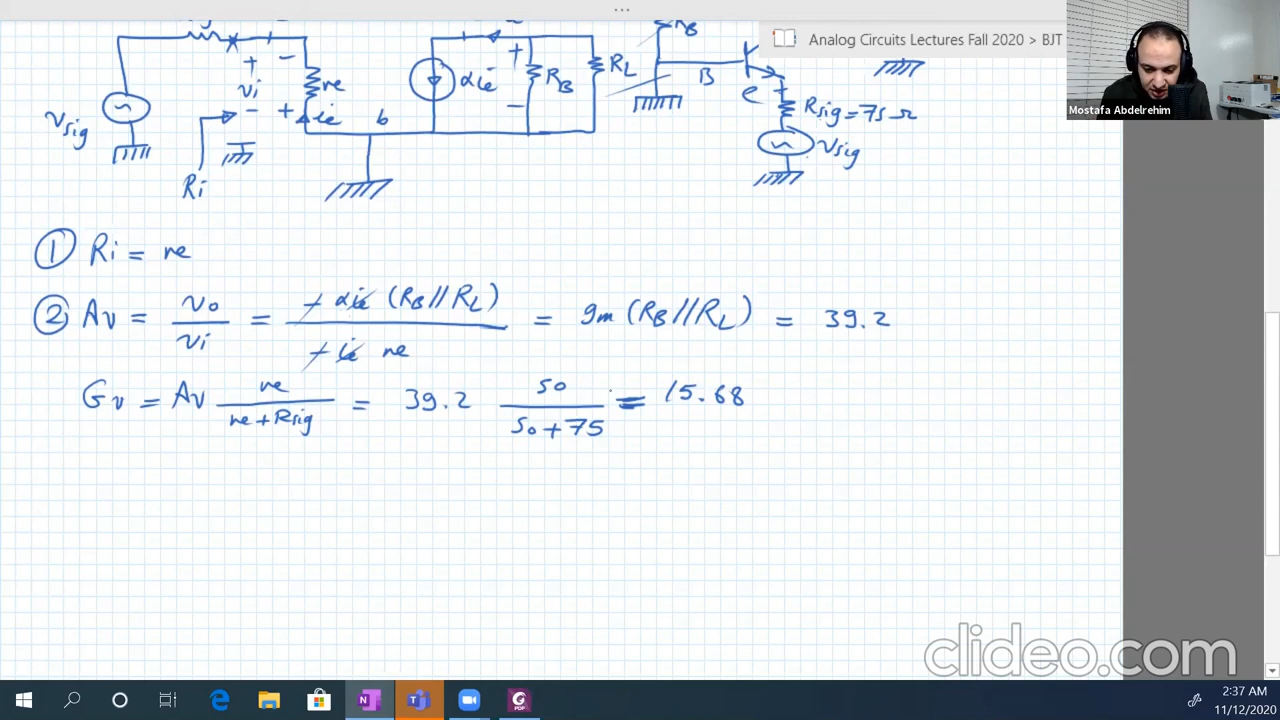 Analog Circuits Lectures Fall 2020 > BJT
Mostafa Abdelrehim
RB
vsig
+
vi
-
-
re
+
ie
Ri
b
αie
+
RB
-
RL
B
e
Rsig = 75 Ω
vsig
① Ri = re
② Av = vo / vi = -αie (RB // RL) / -ie re = gm (RB // RL) = 39.2
Gv = Av re / re + Rsig = 39.2 50 / 50 + 75 = 15.68
clideo.com
2:37 AM
11/12/2020